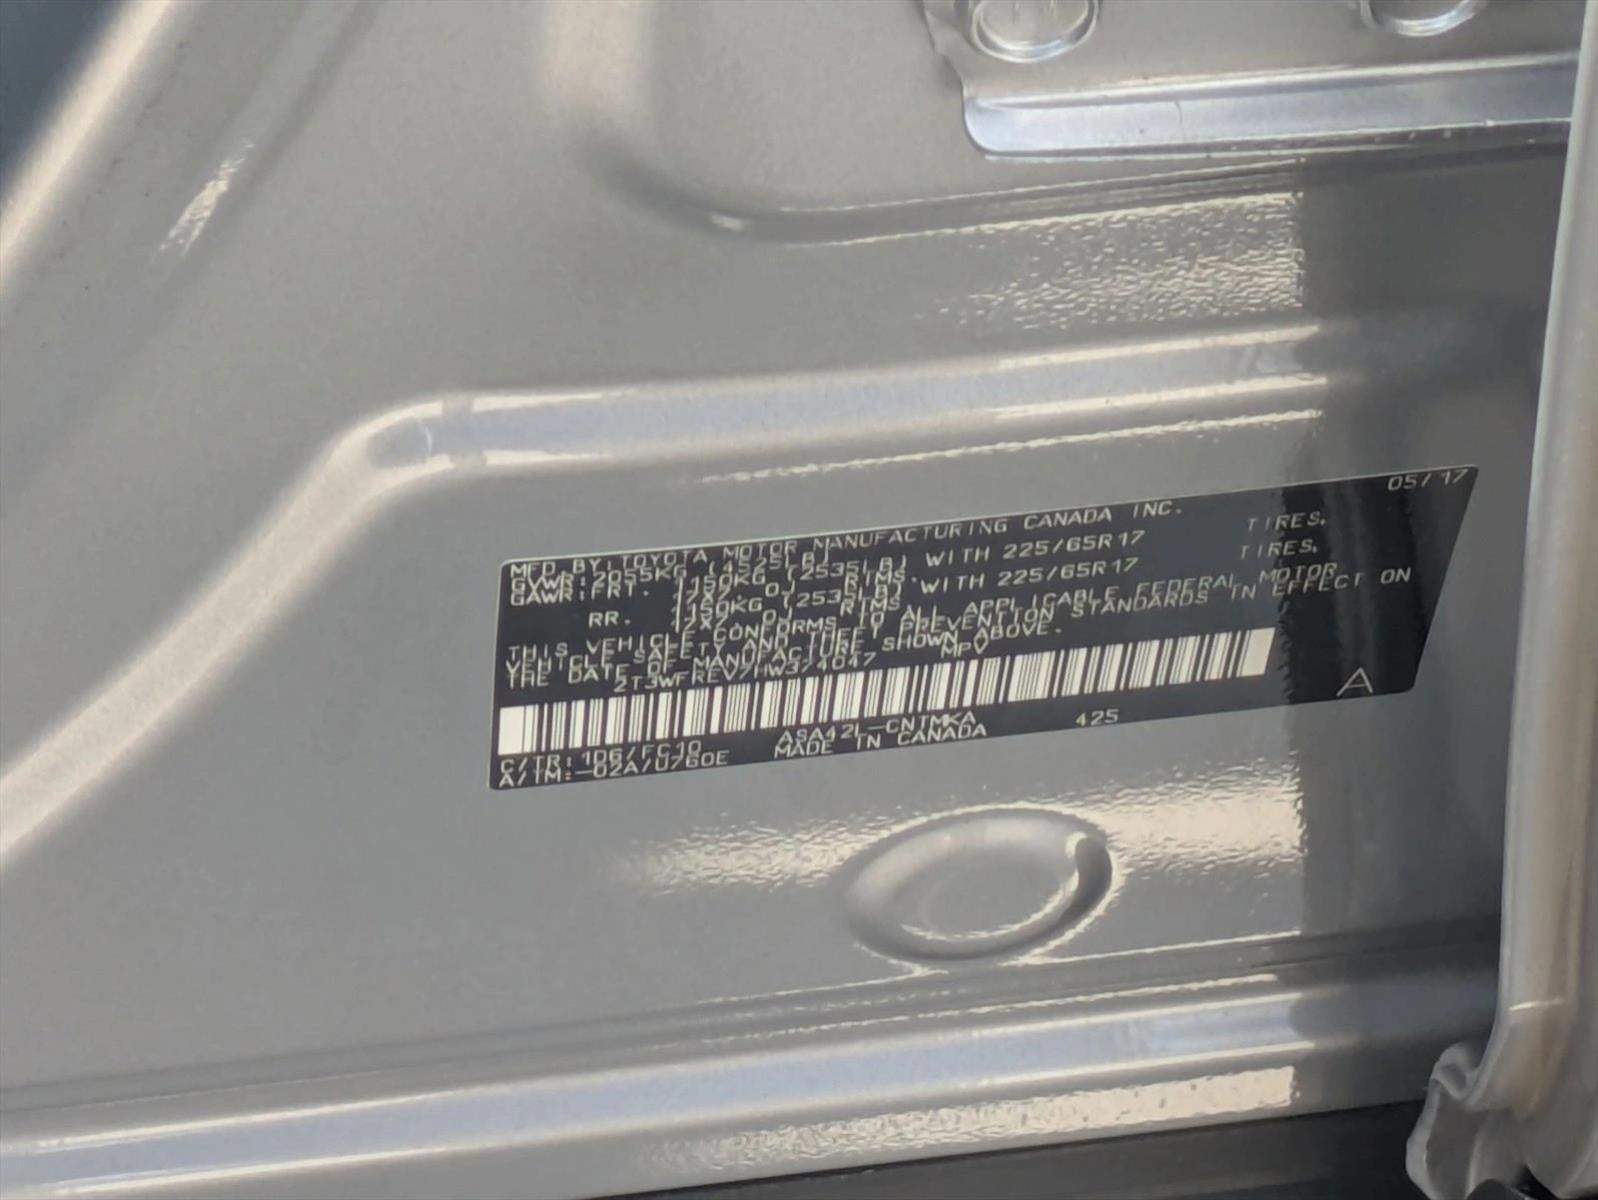 05/17
MFD BY: TOYOTA MOTOR MANUFACTURING CANADA INC.
GVWR: 2055KG (4525LB)
GAWR: FRT. 1150KG (2535LB) WITH 225/65R17 TIRES,
17X7.0J RIMS.
RR. 1150KG (2535LB) WITH 225/65R17 TIRES,
17X7.0J RIMS
THIS VEHICLE CONFORMS TO ALL APPLICABLE FEDERAL MOTOR
VEHICLE SAFETY AND THEFT PREVENTION STANDARDS IN EFFECT ON
THE DATE OF MANUFACTURE SHOWN ABOVE.
2T3WFREV7HW374047 MPV
A
C/TR: 1D6/FC10 ASA42L-CNTMKA 425
A/TM: -02A/U760E MADE IN CANADA